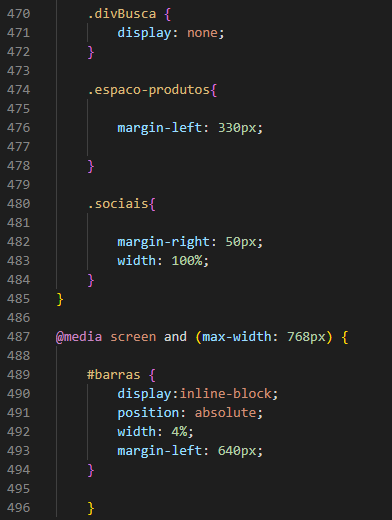 470 .divBusca {
471 display: none;
472 }
473
474 .espaco-produtos{
475
476 margin-left: 330px;
477
478 }
479
480 .sociais{
481
482 margin-right: 50px;
483 width: 100%;
484 }
485 }
486
487 @media screen and (max-width: 768px) {
488
489 #barras {
490 display:inline-block;
491 position: absolute;
492 width: 4%;
493 margin-left: 640px;
494 }
495
496 }